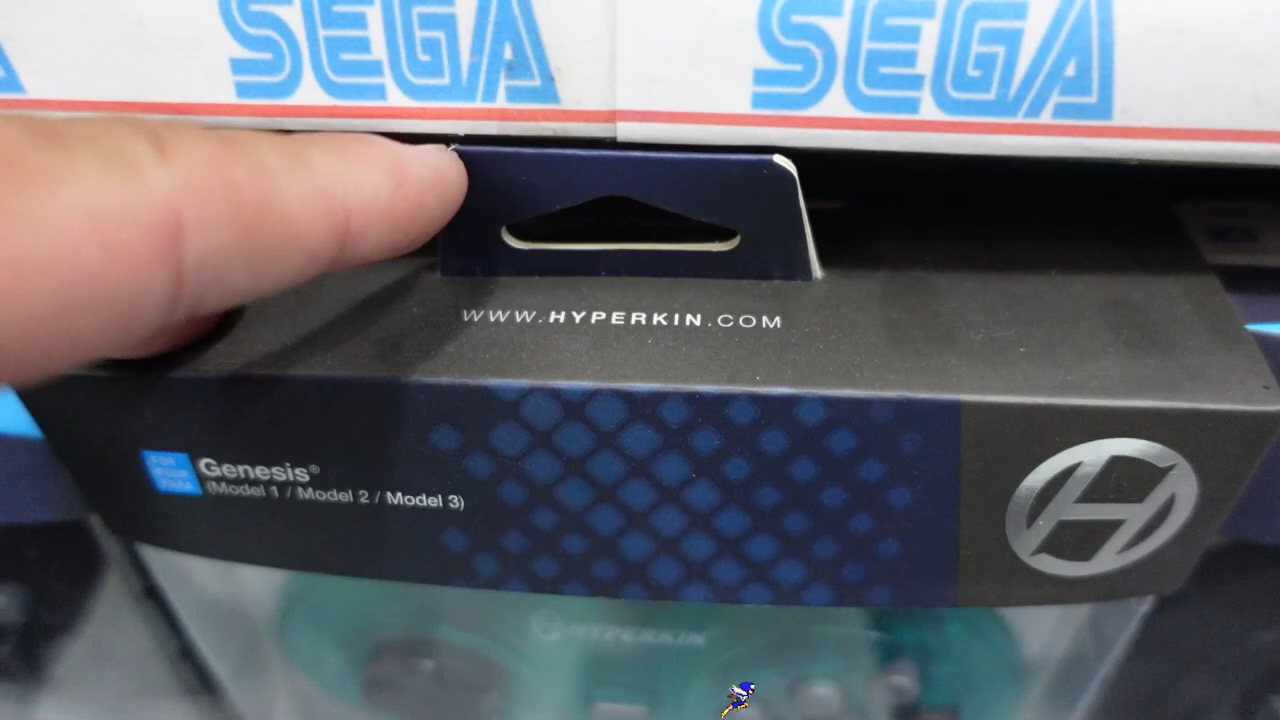 SEGA SEGA
WWW.HYPERKIN.COM
Genesis®
(Model 1 / Model 2 / Model 3)
HYPERKIN